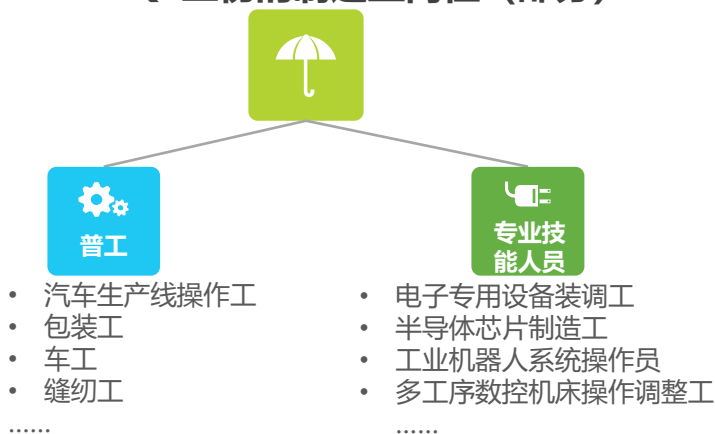 普工
专业技
能人员
• 汽车生产线操作工
• 包装工
• 车工
• 缝纫工
......
• 电子专用设备装调工
• 半导体芯片制造工
• 工业机器人系统操作员
• 多工序数控机床操作调整工
......